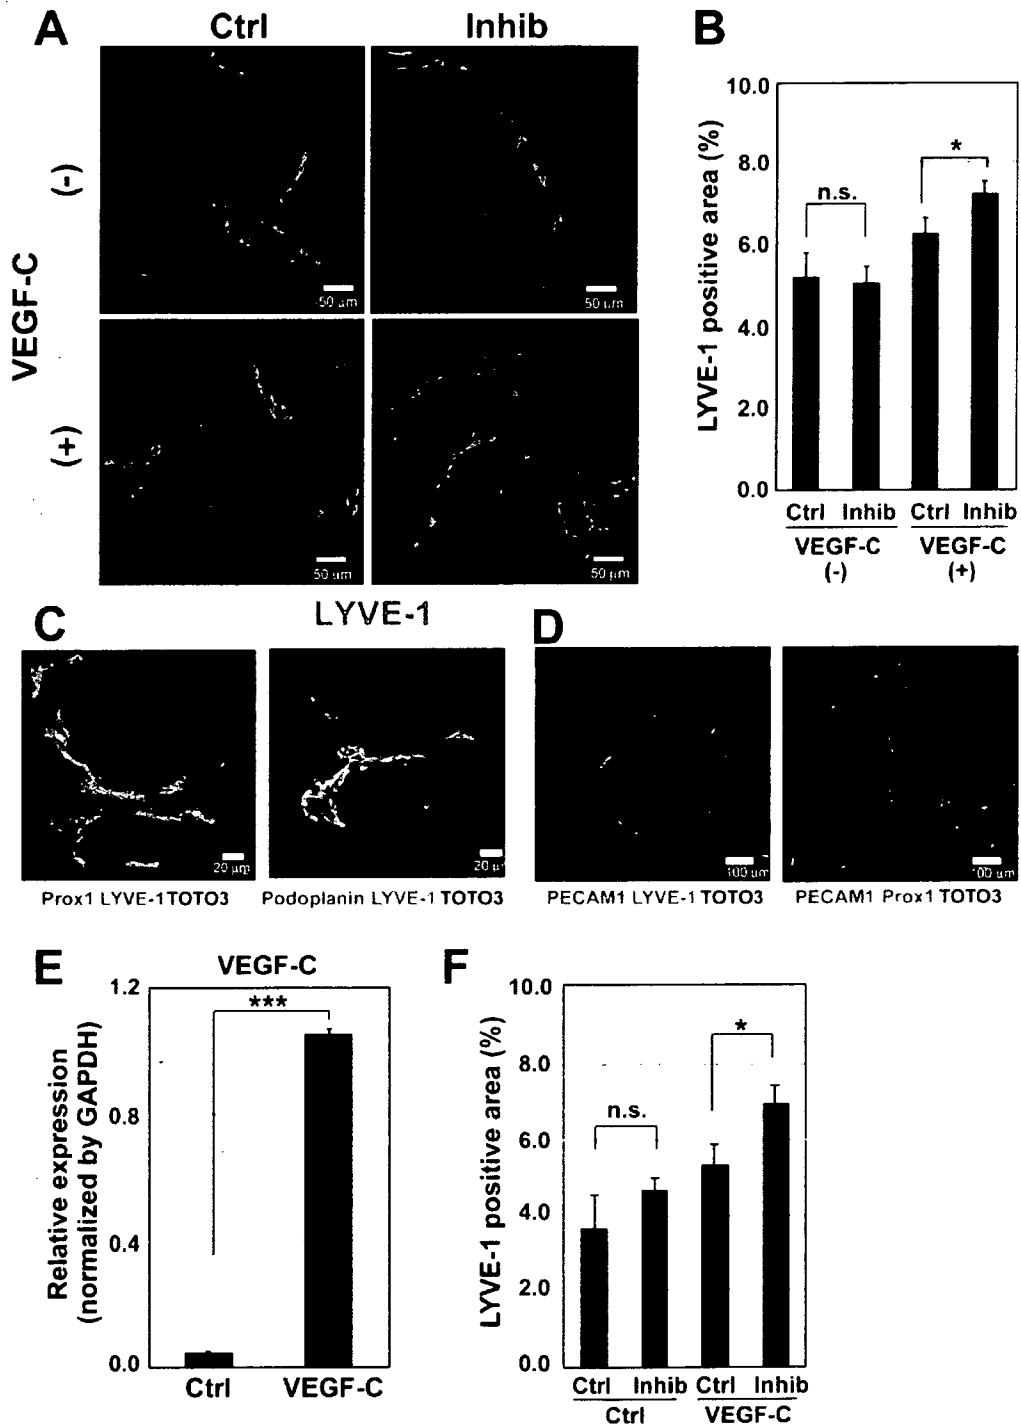 A
Ctrl
Inhib
VEGF-C
(-)
(+)
50 μm
50 μm
50 μm
50 μm
LYVE-1
B
LYVE-1 positive area (%)
10.0
8.0
6.0
4.0
2.0
0.0
n.s.
*
Ctrl Inhib Ctrl Inhib
VEGF-C VEGF-C
(-) (+)
C
20 μm
20 μm
Prox1 LYVE-1 TOTO3
Podoplanin LYVE-1 TOTO3
D
100 μm
100 μm
PECAM1 LYVE-1 TOTO3
PECAM1 Prox1 TOTO3
E
VEGF-C
Relative expression
(normalized by GAPDH)
1.2
0.8
0.4
0.0
***
Ctrl VEGF-C
F
LYVE-1 positive area (%)
10.0
8.0
6.0
4.0
2.0
0.0
n.s.
*
Ctrl Inhib Ctrl Inhib
Ctrl VEGF-C